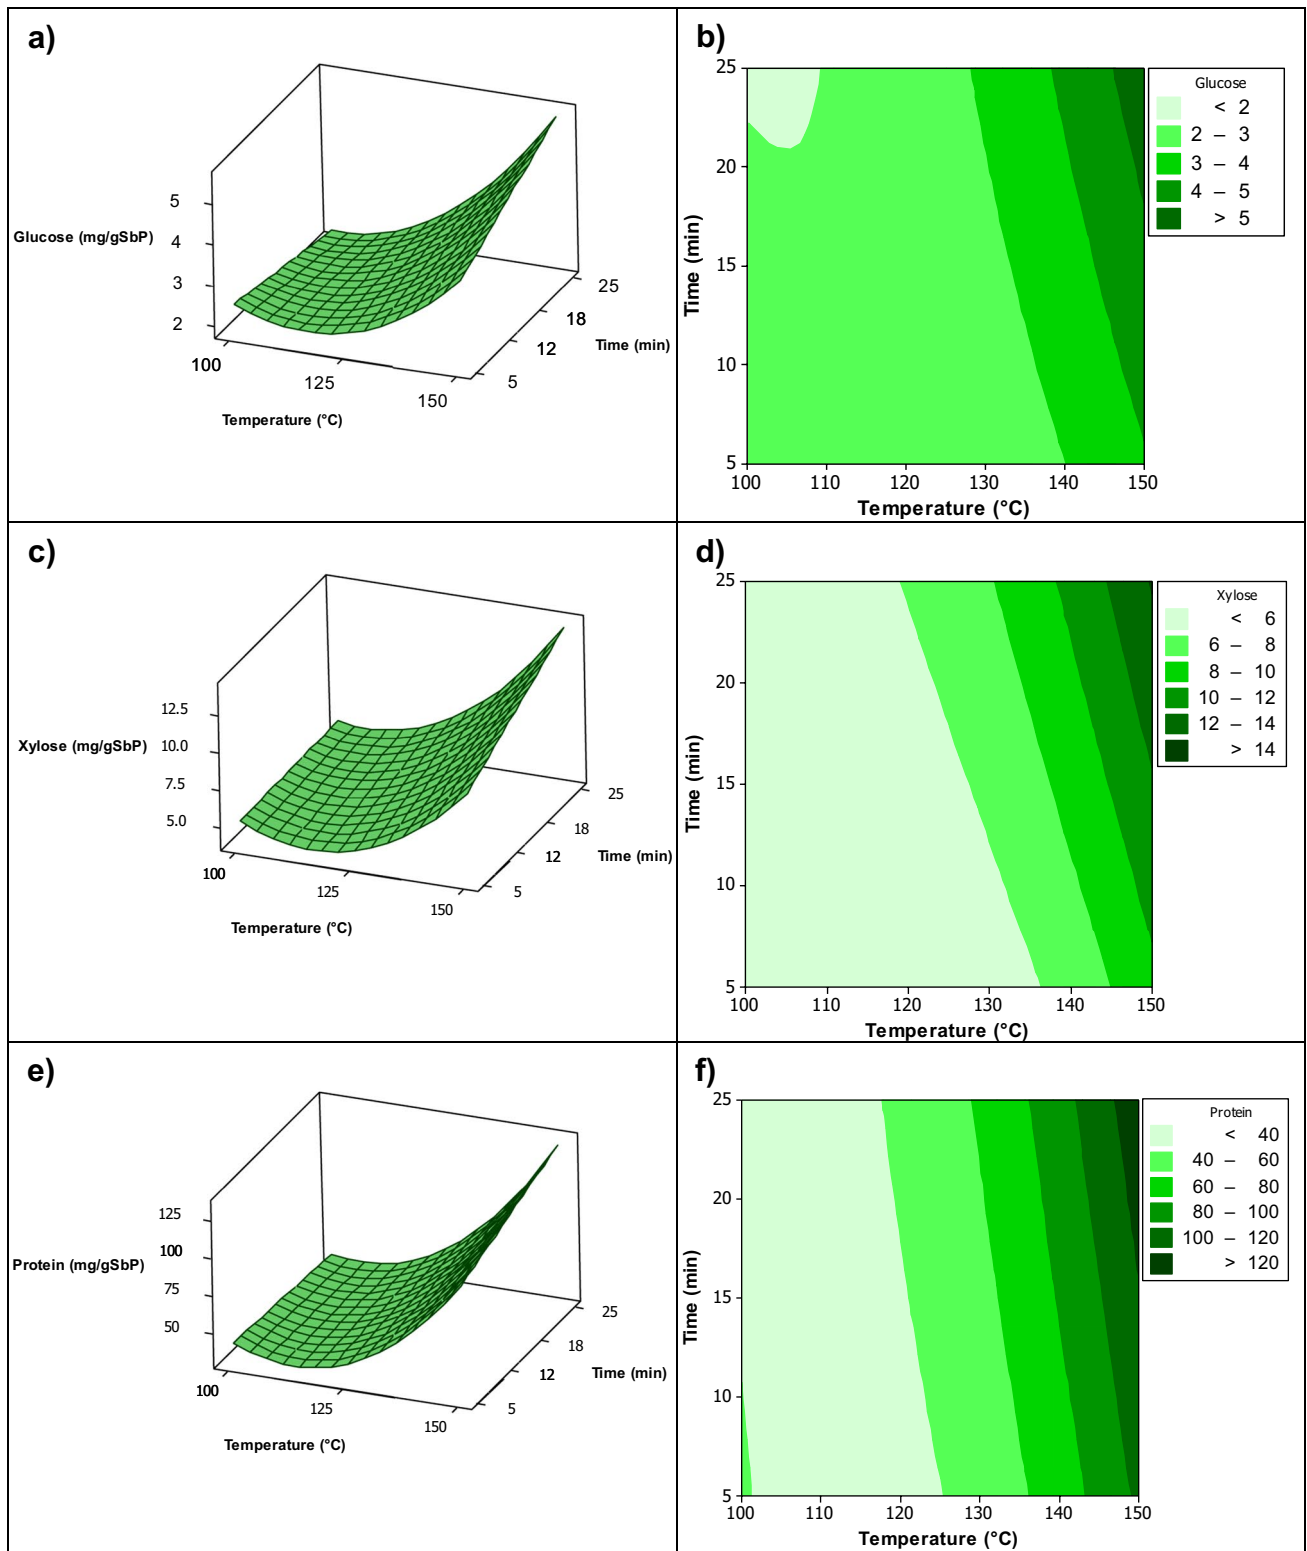 a)
5
4
3
2
Glucose (mg/gSbP)
100
125
150
Temperature (°C)
25
18
12
5
Time (min)
b)
25
20
15
10
5
Time (min)
100 110 120 130 140 150
Temperature (°C)
Glucose
< 2
2 – 3
3 – 4
4 – 5
> 5
c)
12.5
10.0
7.5
5.0
Xylose (mg/gSbP)
100
125
150
Temperature (°C)
25
18
12
5
Time (min)
d)
25
20
15
10
5
Time (min)
100 110 120 130 140 150
Temperature (°C)
Xylose
< 6
6 – 8
8 – 10
10 – 12
12 – 14
> 14
e)
125
100
75
50
Protein (mg/gSbP)
100
125
150
Temperature (°C)
25
18
12
5
Time (min)
f)
25
20
15
10
5
Time (min)
100 110 120 130 140 150
Temperature (°C)
Protein
< 40
40 – 60
60 – 80
80 – 100
100 – 120
> 120